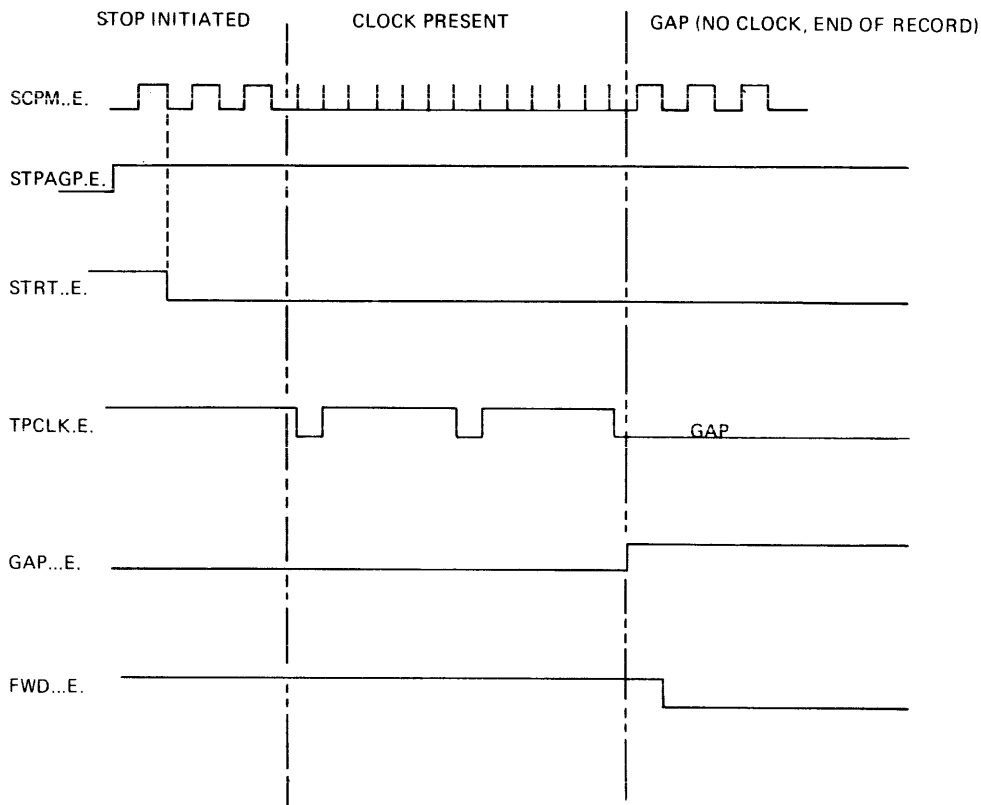 STOP INITIATED
CLOCK PRESENT
GAP (NO CLOCK, END OF RECORD)
SCPM..E.
STPAGP.E.
STRT..E.
TPCLK.E.
GAP
GAP...E.
FWD...E.